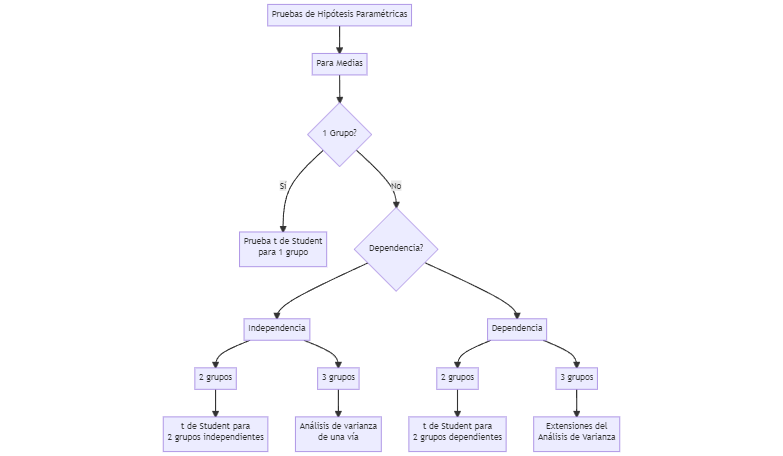 Pruebas de Hipótesis Paramétricas
Para Medias
1 Grupo?
Sí
No
Prueba t de Student
para 1 grupo
Dependencia?
Independencia
Dependencia
2 grupos
3 grupos
2 grupos
3 grupos
t de Student para
2 grupos independientes
Análisis de varianza
de una vía
t de Student para
2 grupos dependientes
Extensiones del
Análisis de Varianza